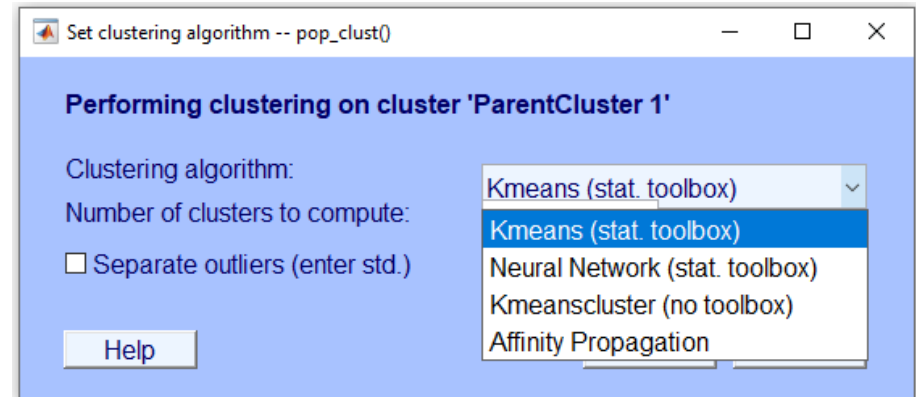 Set clustering algorithm -- pop_clust()
Performing clustering on cluster 'ParentCluster 1'
Clustering algorithm:
Kmeans (stat. toolbox)
Number of clusters to compute:
Kmeans (stat. toolbox)
Neural Network (stat. toolbox)
Separate outliers (enter std.)
Kmeanscluster (no toolbox)
Affinity Propagation
Help